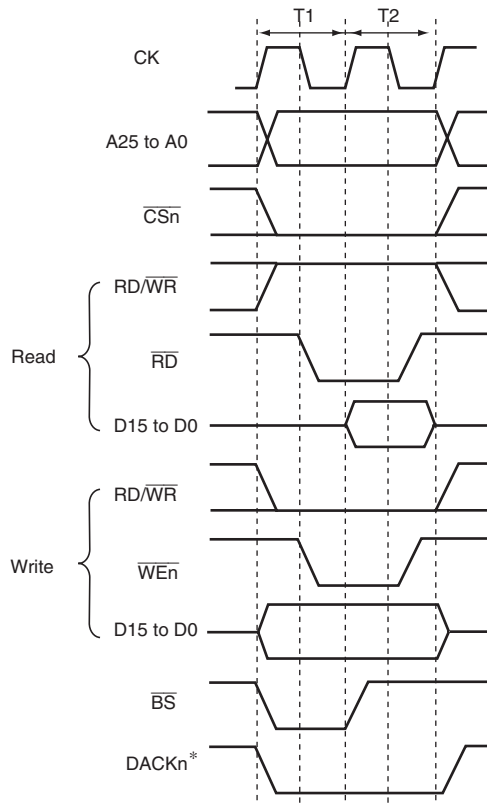 T1 T2
CK
A25 to A0
CSn
RD/WR
Read
RD
D15 to D0
RD/WR
Write
WEn
D15 to D0
BS
DACKn*